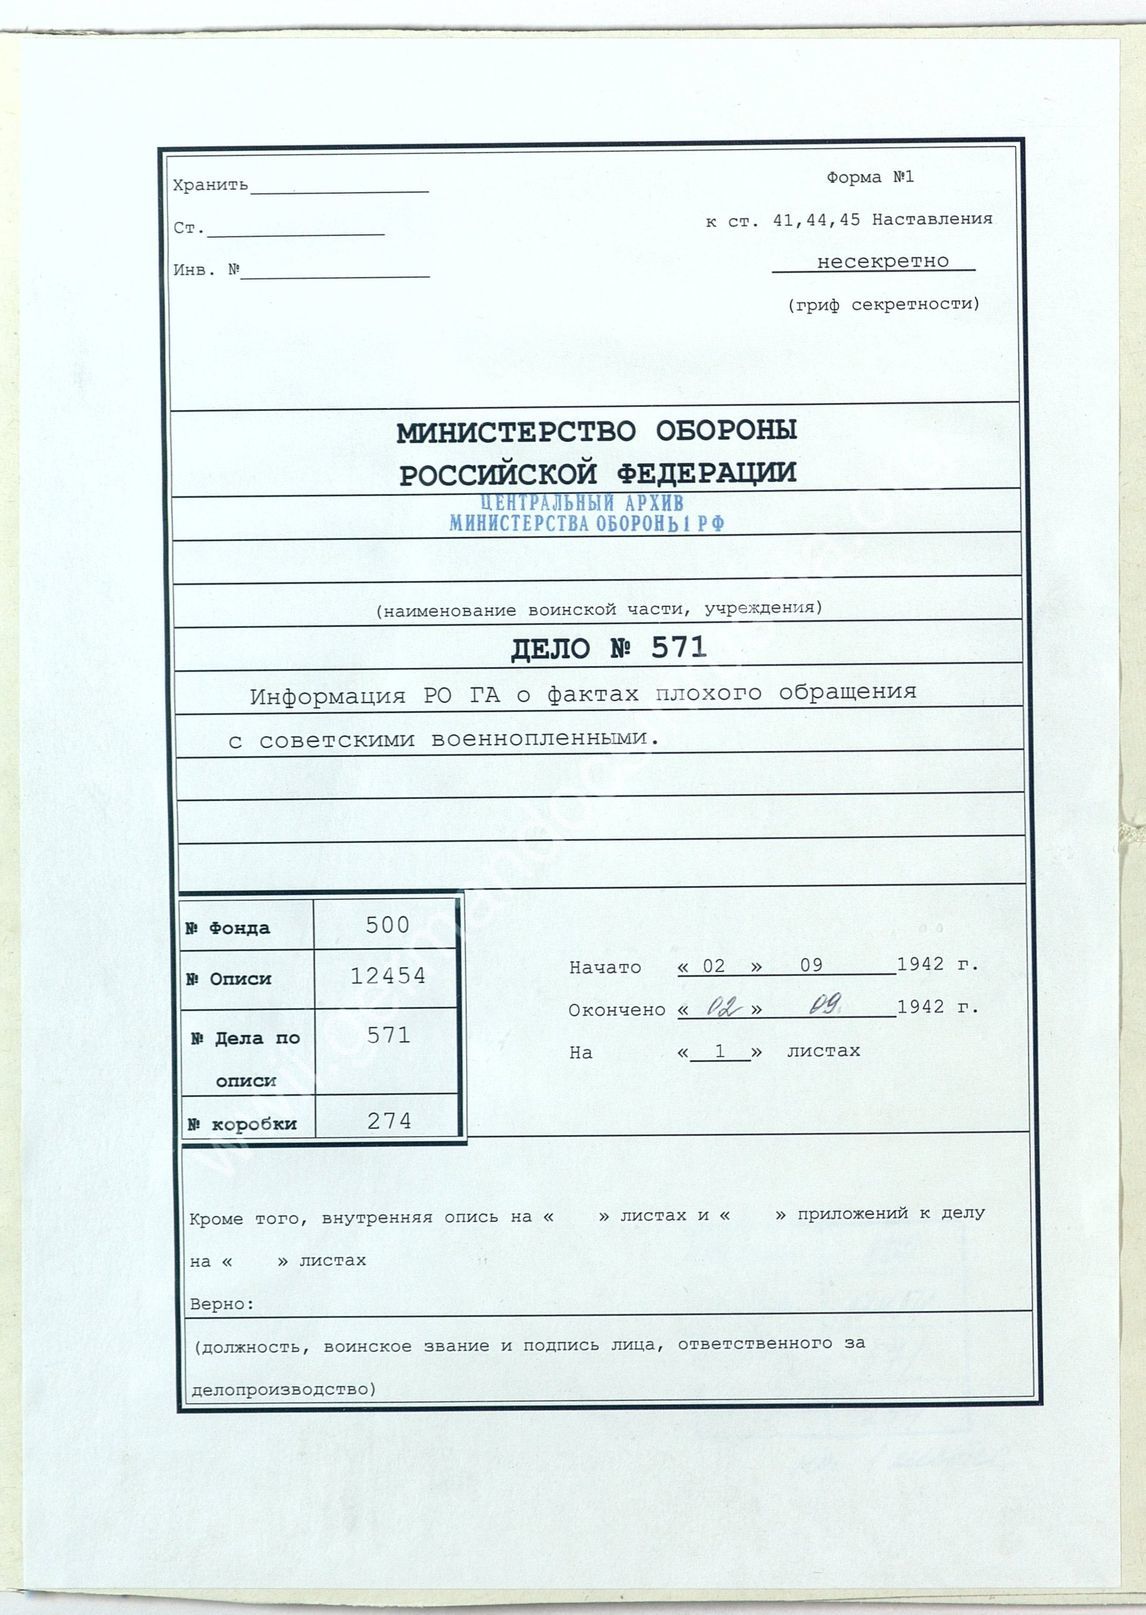 Форма №1
Хранить
к ст. 41,44,45 Наставления
Ст.
несекретно
Инв. №
(гриф секретности)
МИНИСТЕРСТВО ОБОРОНЫ
РОССИЙСКОЙ ФЕДЕРАЦИИ
ЦЕНТРАЛЬНЫЙ АРХИВ
МИНИСТЕРСТВА ОБОРОНЫ РФ
(наименование воинской части, учреждения)
ДЕЛО № 571
Информация РО ГА о фактах плохого обращения
с советскими военнопленными.
№ Фонда 500
№ Описи 12454
№ Дела по описи 571
№ коробки 274
Начато « 02 » 09 1942 г.
Окончено « 02 » 09. 1942 г.
На « 1 » листах
Кроме того, внутренняя опись на « » листах и « » приложений к делу
на « » листах
Верно:
(должность, воинское звание и подпись лица, ответственного за
делопроизводство)